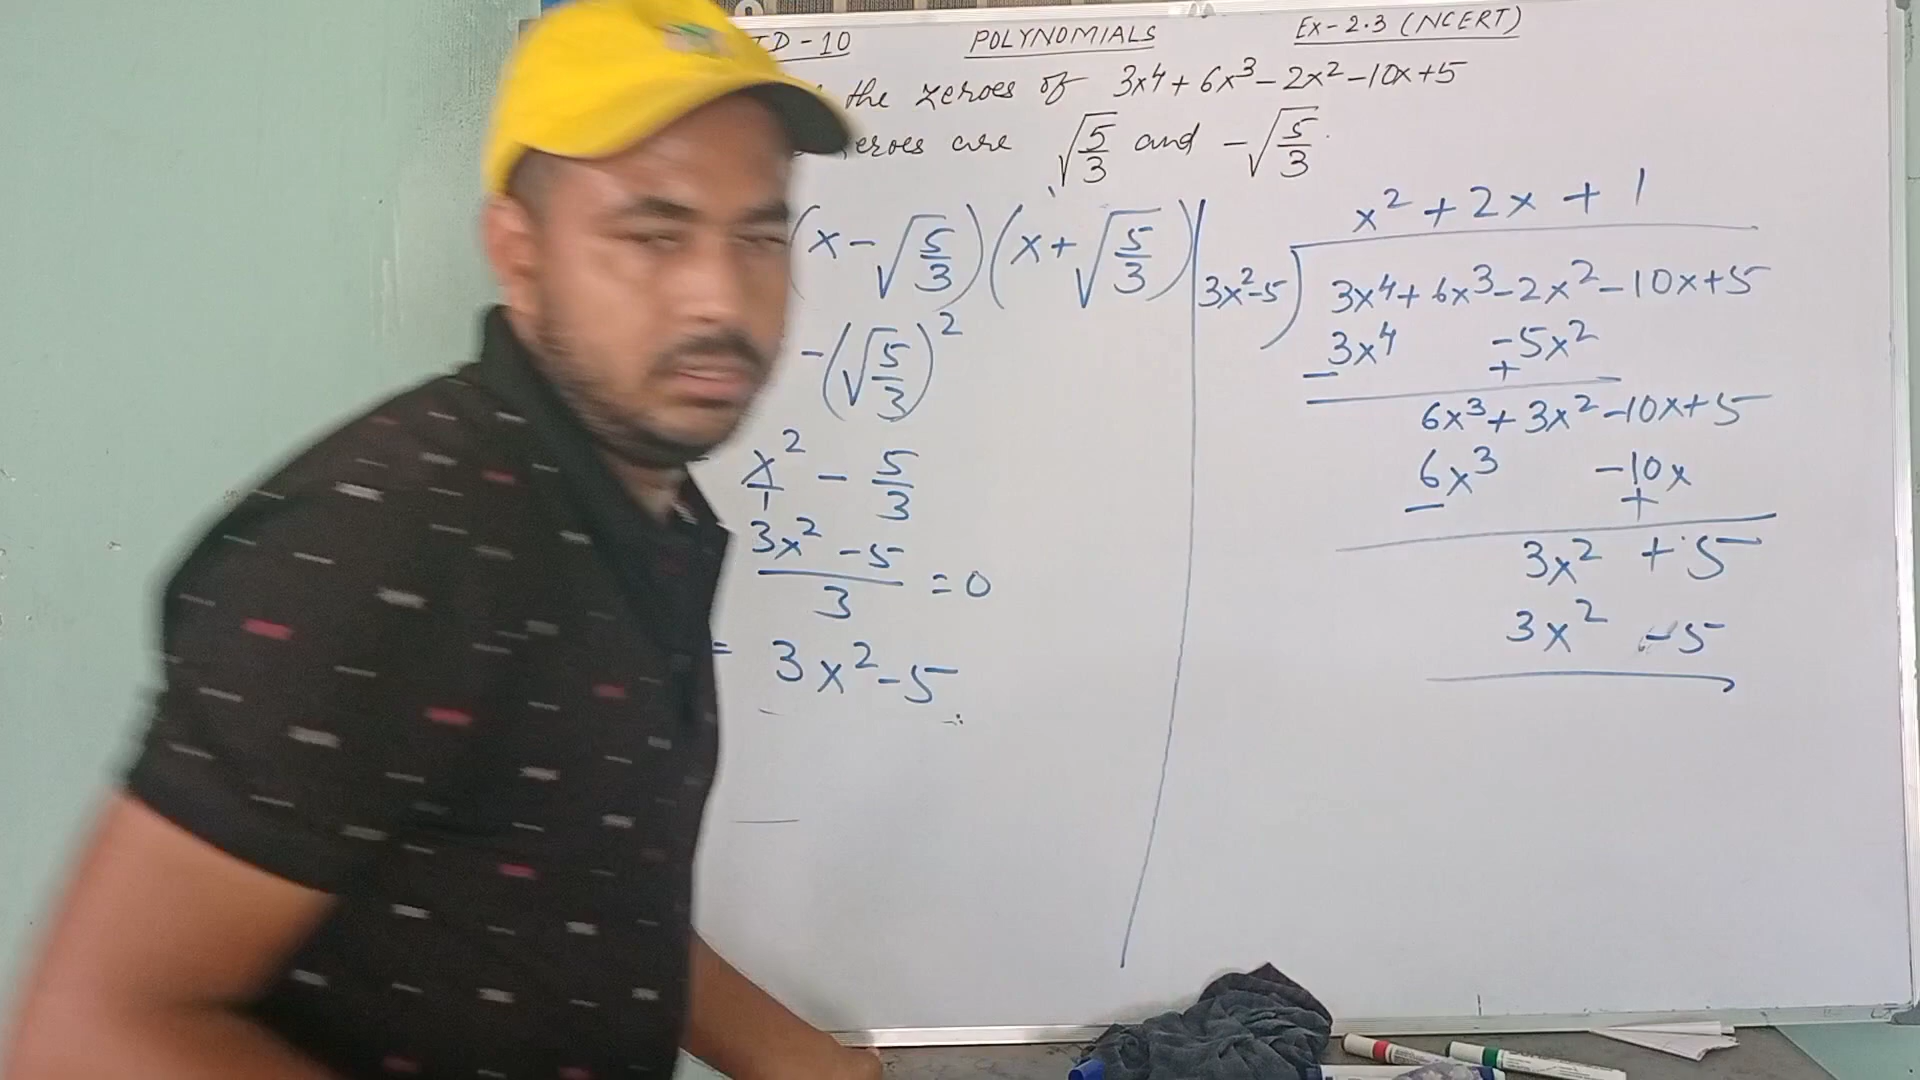 TD-10 POLYNOMIALS Ex-2.3 (NCERT)
the zeroes of 3x⁴ + 6x³ - 2x² - 10x + 5
eroes are √(5/3) and -√(5/3).
(x - √(5/3))(x + √(5/3))
- (√(5/3))²
x²/1 - 5/3
(3x² - 5)/3 = 0
= 3x² - 5
x² + 2x + 1
3x²-5) 3x⁴ + 6x³ - 2x² - 10x + 5
3x⁴ - 5x²
- +
6x³ + 3x² - 10x + 5
6x³ - 10x
- +
3x² + 5
3x² - 5